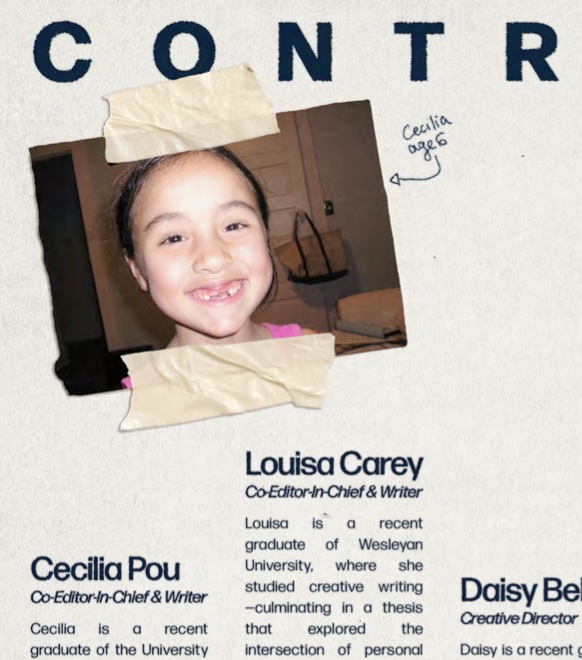 CONTR
Cecilia
age 6
Louisa Carey
Co-Editor-In-Chief & Writer
Louisa is a recent
graduate of Wesleyan
University, where she
studied creative writing
—culminating in a thesis
that explored the
intersection of personal
Cecilia Pou
Co-Editor-In-Chief & Writer
Cecilia is a recent
graduate of the University
Daisy Bel
Creative Director
Daisy is a recent g